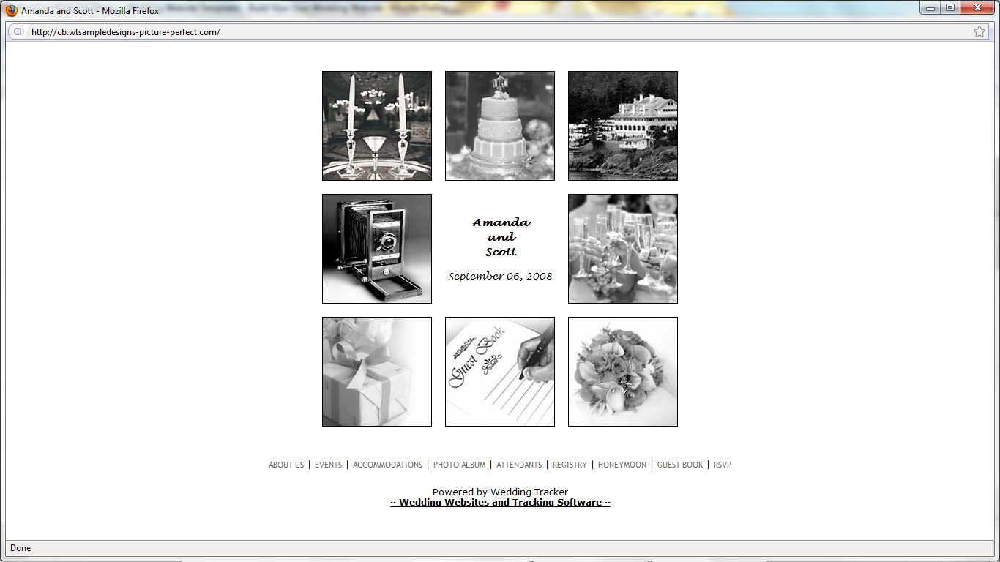 Amanda and Scott - Mozilla Firefox
http://cb.wtsampledesigns-picture-perfect.com/
Amanda
and
Scott
September 06, 2008
Guest Book
ABOUT US | EVENTS | ACCOMMODATIONS | PHOTO ALBUM | ATTENDANTS | REGISTRY | HONEYMOON | GUEST BOOK | RSVP
Powered by Wedding Tracker
·· Wedding Websites and Tracking Software ··
Done